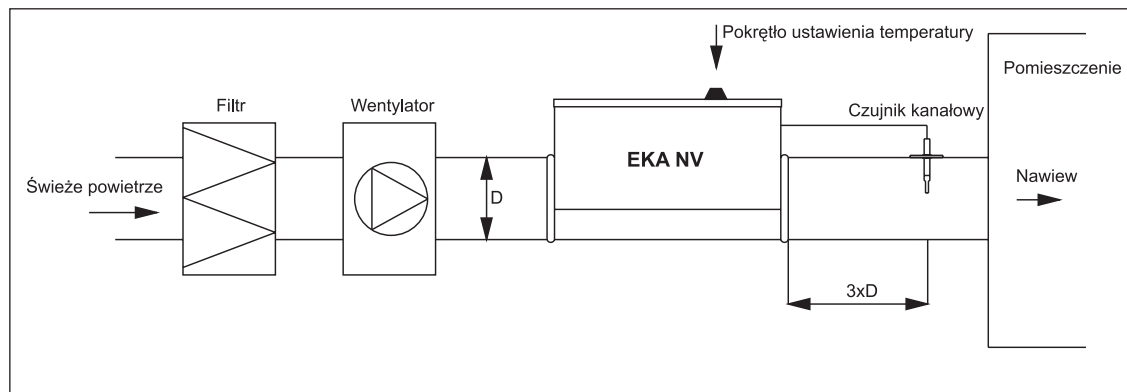 Pokrętło ustawienia temperatury
Pomieszczenie
Filtr
Wentylator
Czujnik kanałowy
EKA NV
Świeże powietrze
D
Nawiew
3xD